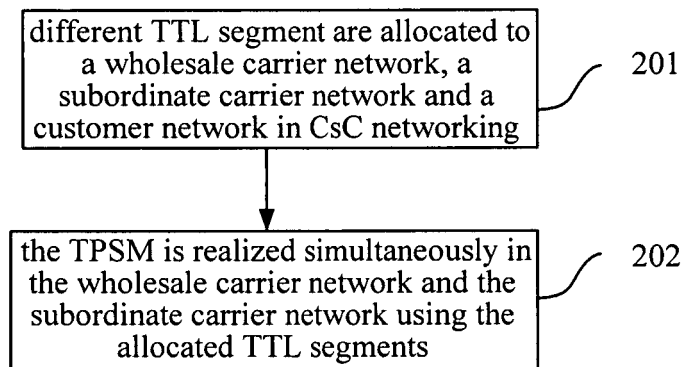 different TTL segment are allocated to
a wholesale carrier network, a
subordinate carrier network and a
customer network in CsC networking
201
the TPSM is realized simultaneously in
the wholesale carrier network and the
subordinate carrier network using the
allocated TTL segments
202